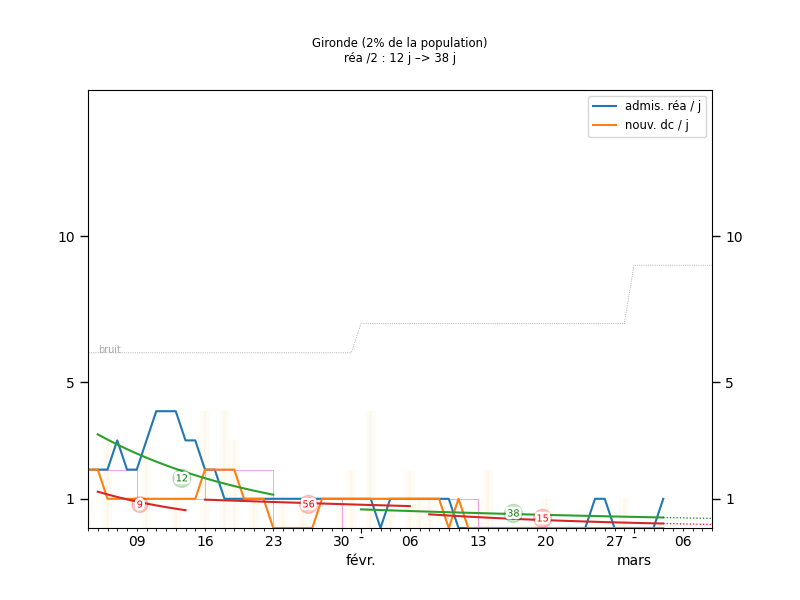 Gironde (2% de la population)
réa /2 : 12 j –> 38 j
admis. réa / j
nouv. dc / j
10 10
bruit
5 5
12
9
56
38
15
1 1
09 16 23 30 - 06 13 20 27 - 06
févr. mars